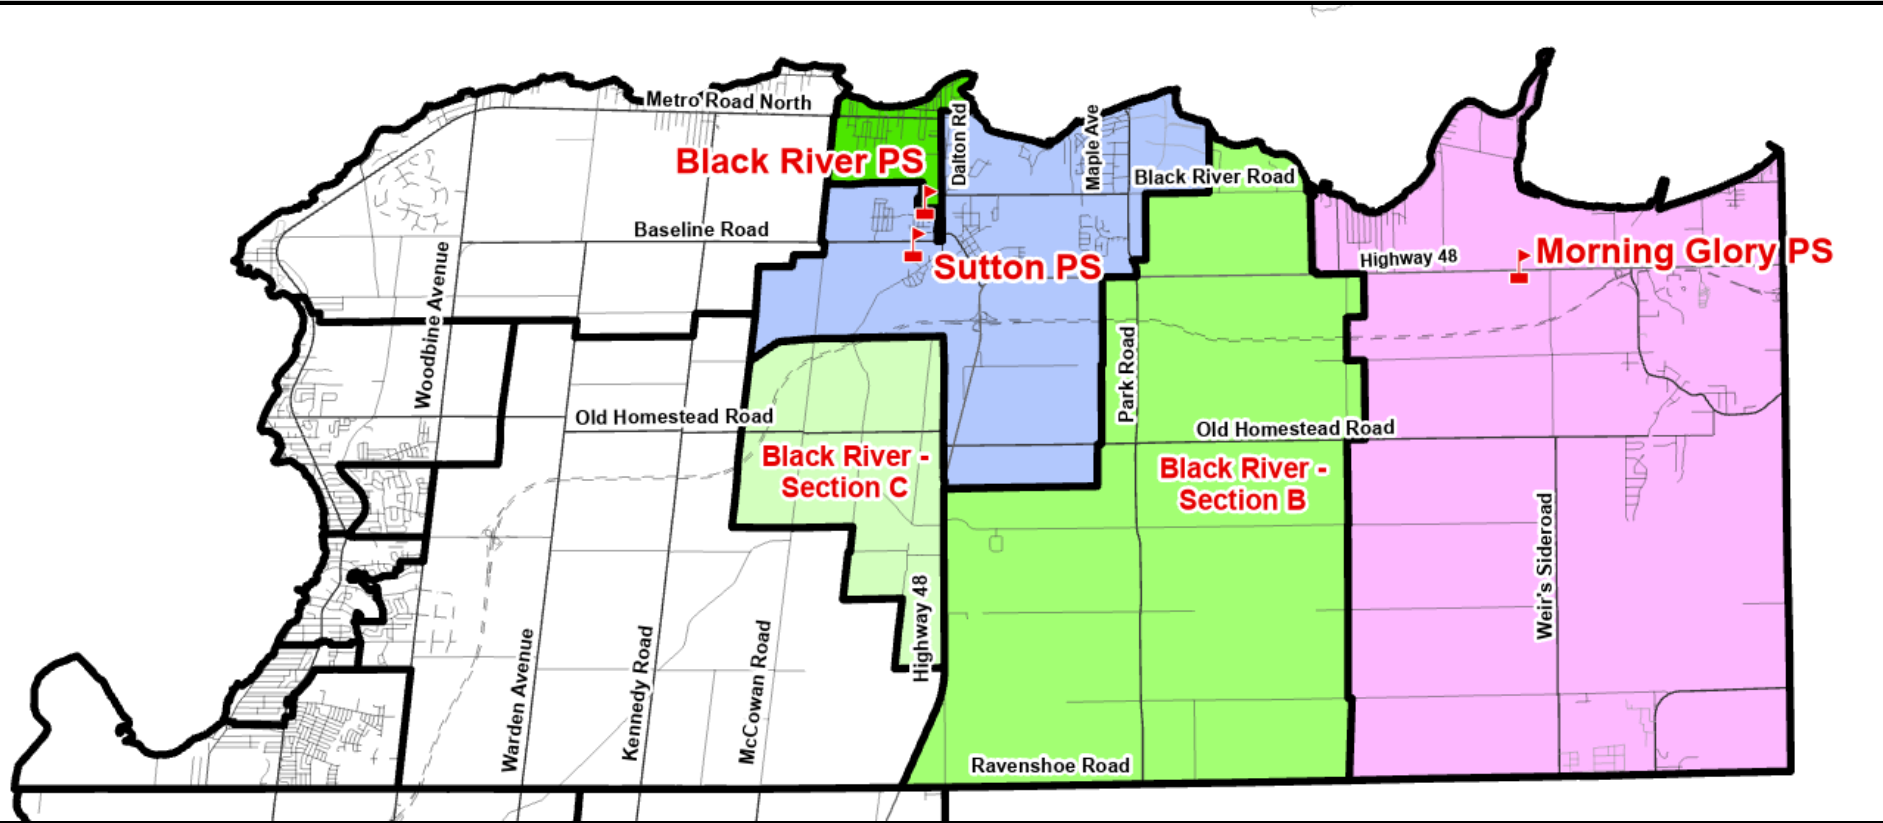 Metro Road North
Dalton Rd
Maple Ave
Black River PS
Black River Road
Baseline Road
Woodbine Avenue
Sutton PS
Highway 48
Morning Glory PS
Park Road
Old Homestead Road
Old Homestead Road
Black River -
Section C
Black River -
Section B
Weir's Sideroad
Highway 48
Warden Avenue
Kennedy Road
McCowan Road
Ravenshoe Road